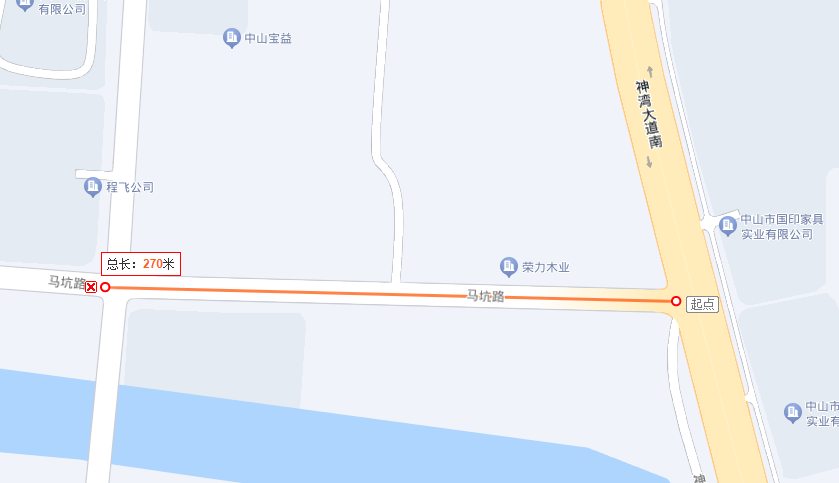 有限公司
中山宝益
神湾大道南
程飞公司
中山市国印家具
实业有限公司
总长：270米
荣力木业
马坑路
马坑路
起点
中山市
实业有
神